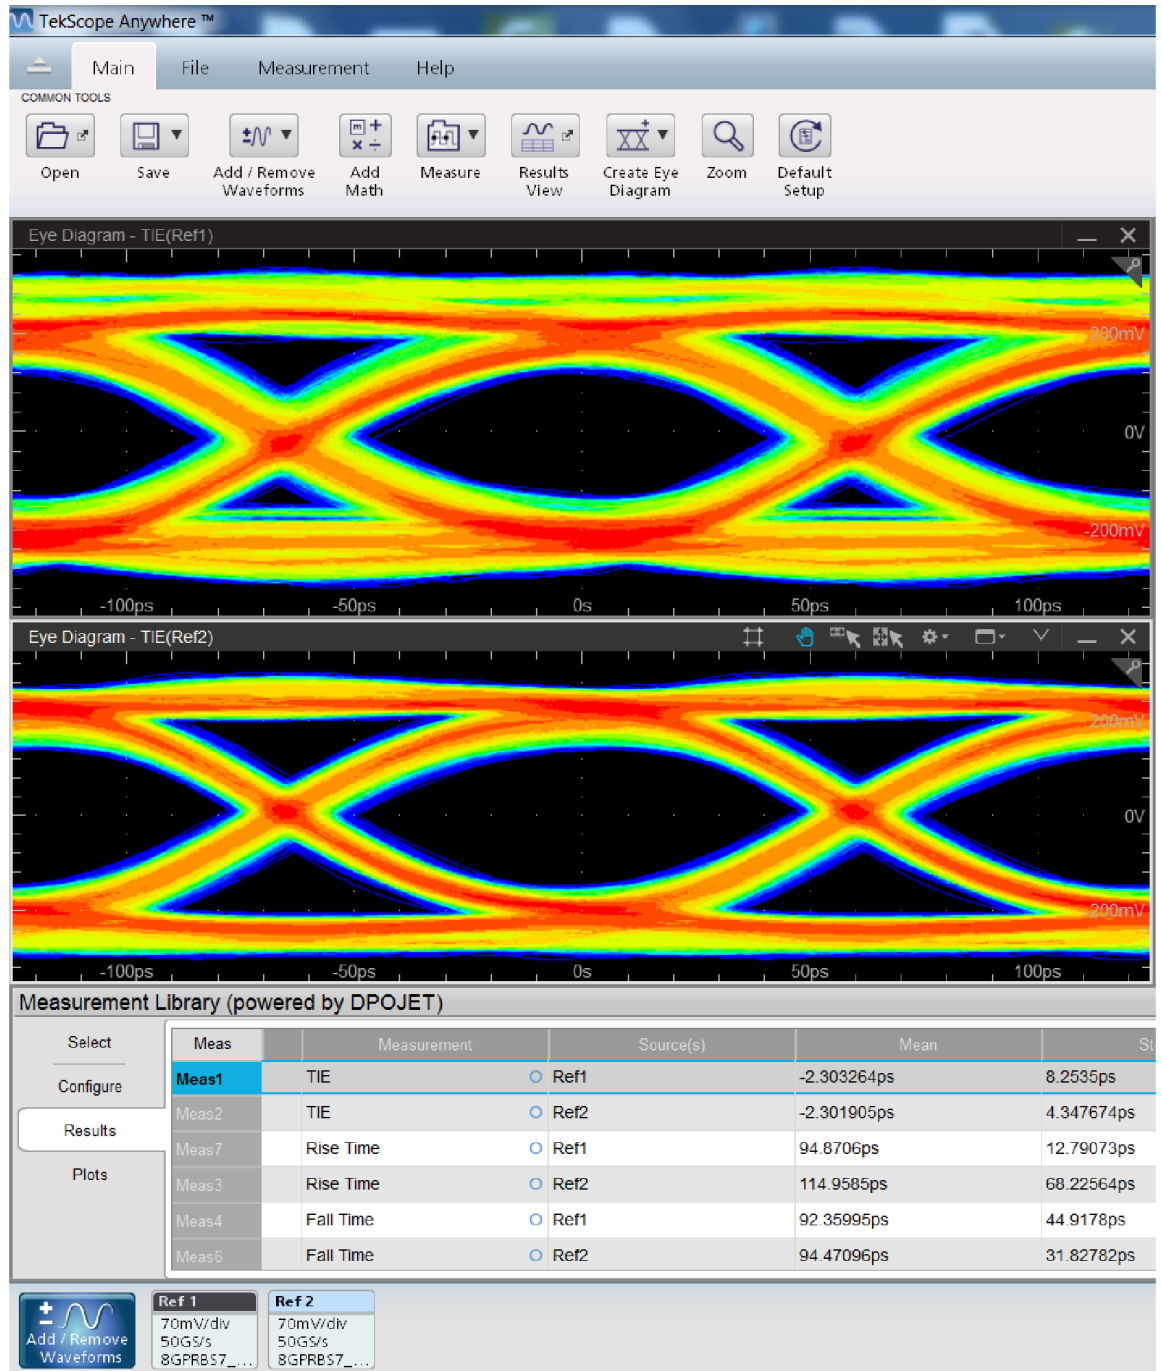 TekScope Anywhere ™
Main File Measurement Help
COMMON TOOLS
Open Save Add / Remove Waveforms Add Math Measure Results View Create Eye Diagram Zoom Default Setup
Eye Diagram - TIE(Ref1)
200mV
0V
-200mV
-100ps -50ps 0s 50ps 100ps
Eye Diagram - TIE(Ref2)
200mV
0V
-200mV
-100ps -50ps 0s 50ps 100ps
Measurement Library (powered by DPOJET)
Select
Configure
Results
Plots
Meas Measurement Source(s) Mean St
Meas1 TIE Ref1 -2.303264ps 8.2535ps
Meas2 TIE Ref2 -2.301905ps 4.347674ps
Meas7 Rise Time Ref1 94.8706ps 12.79073ps
Meas3 Rise Time Ref2 114.9585ps 68.22564ps
Meas4 Fall Time Ref1 92.35995ps 44.9178ps
Meas6 Fall Time Ref2 94.47096ps 31.82782ps
Add / Remove
Waveforms
Ref 1
70mV/div
50GS/s
8GPRBS7_...
Ref 2
70mV/div
50GS/s
8GPRBS7_...